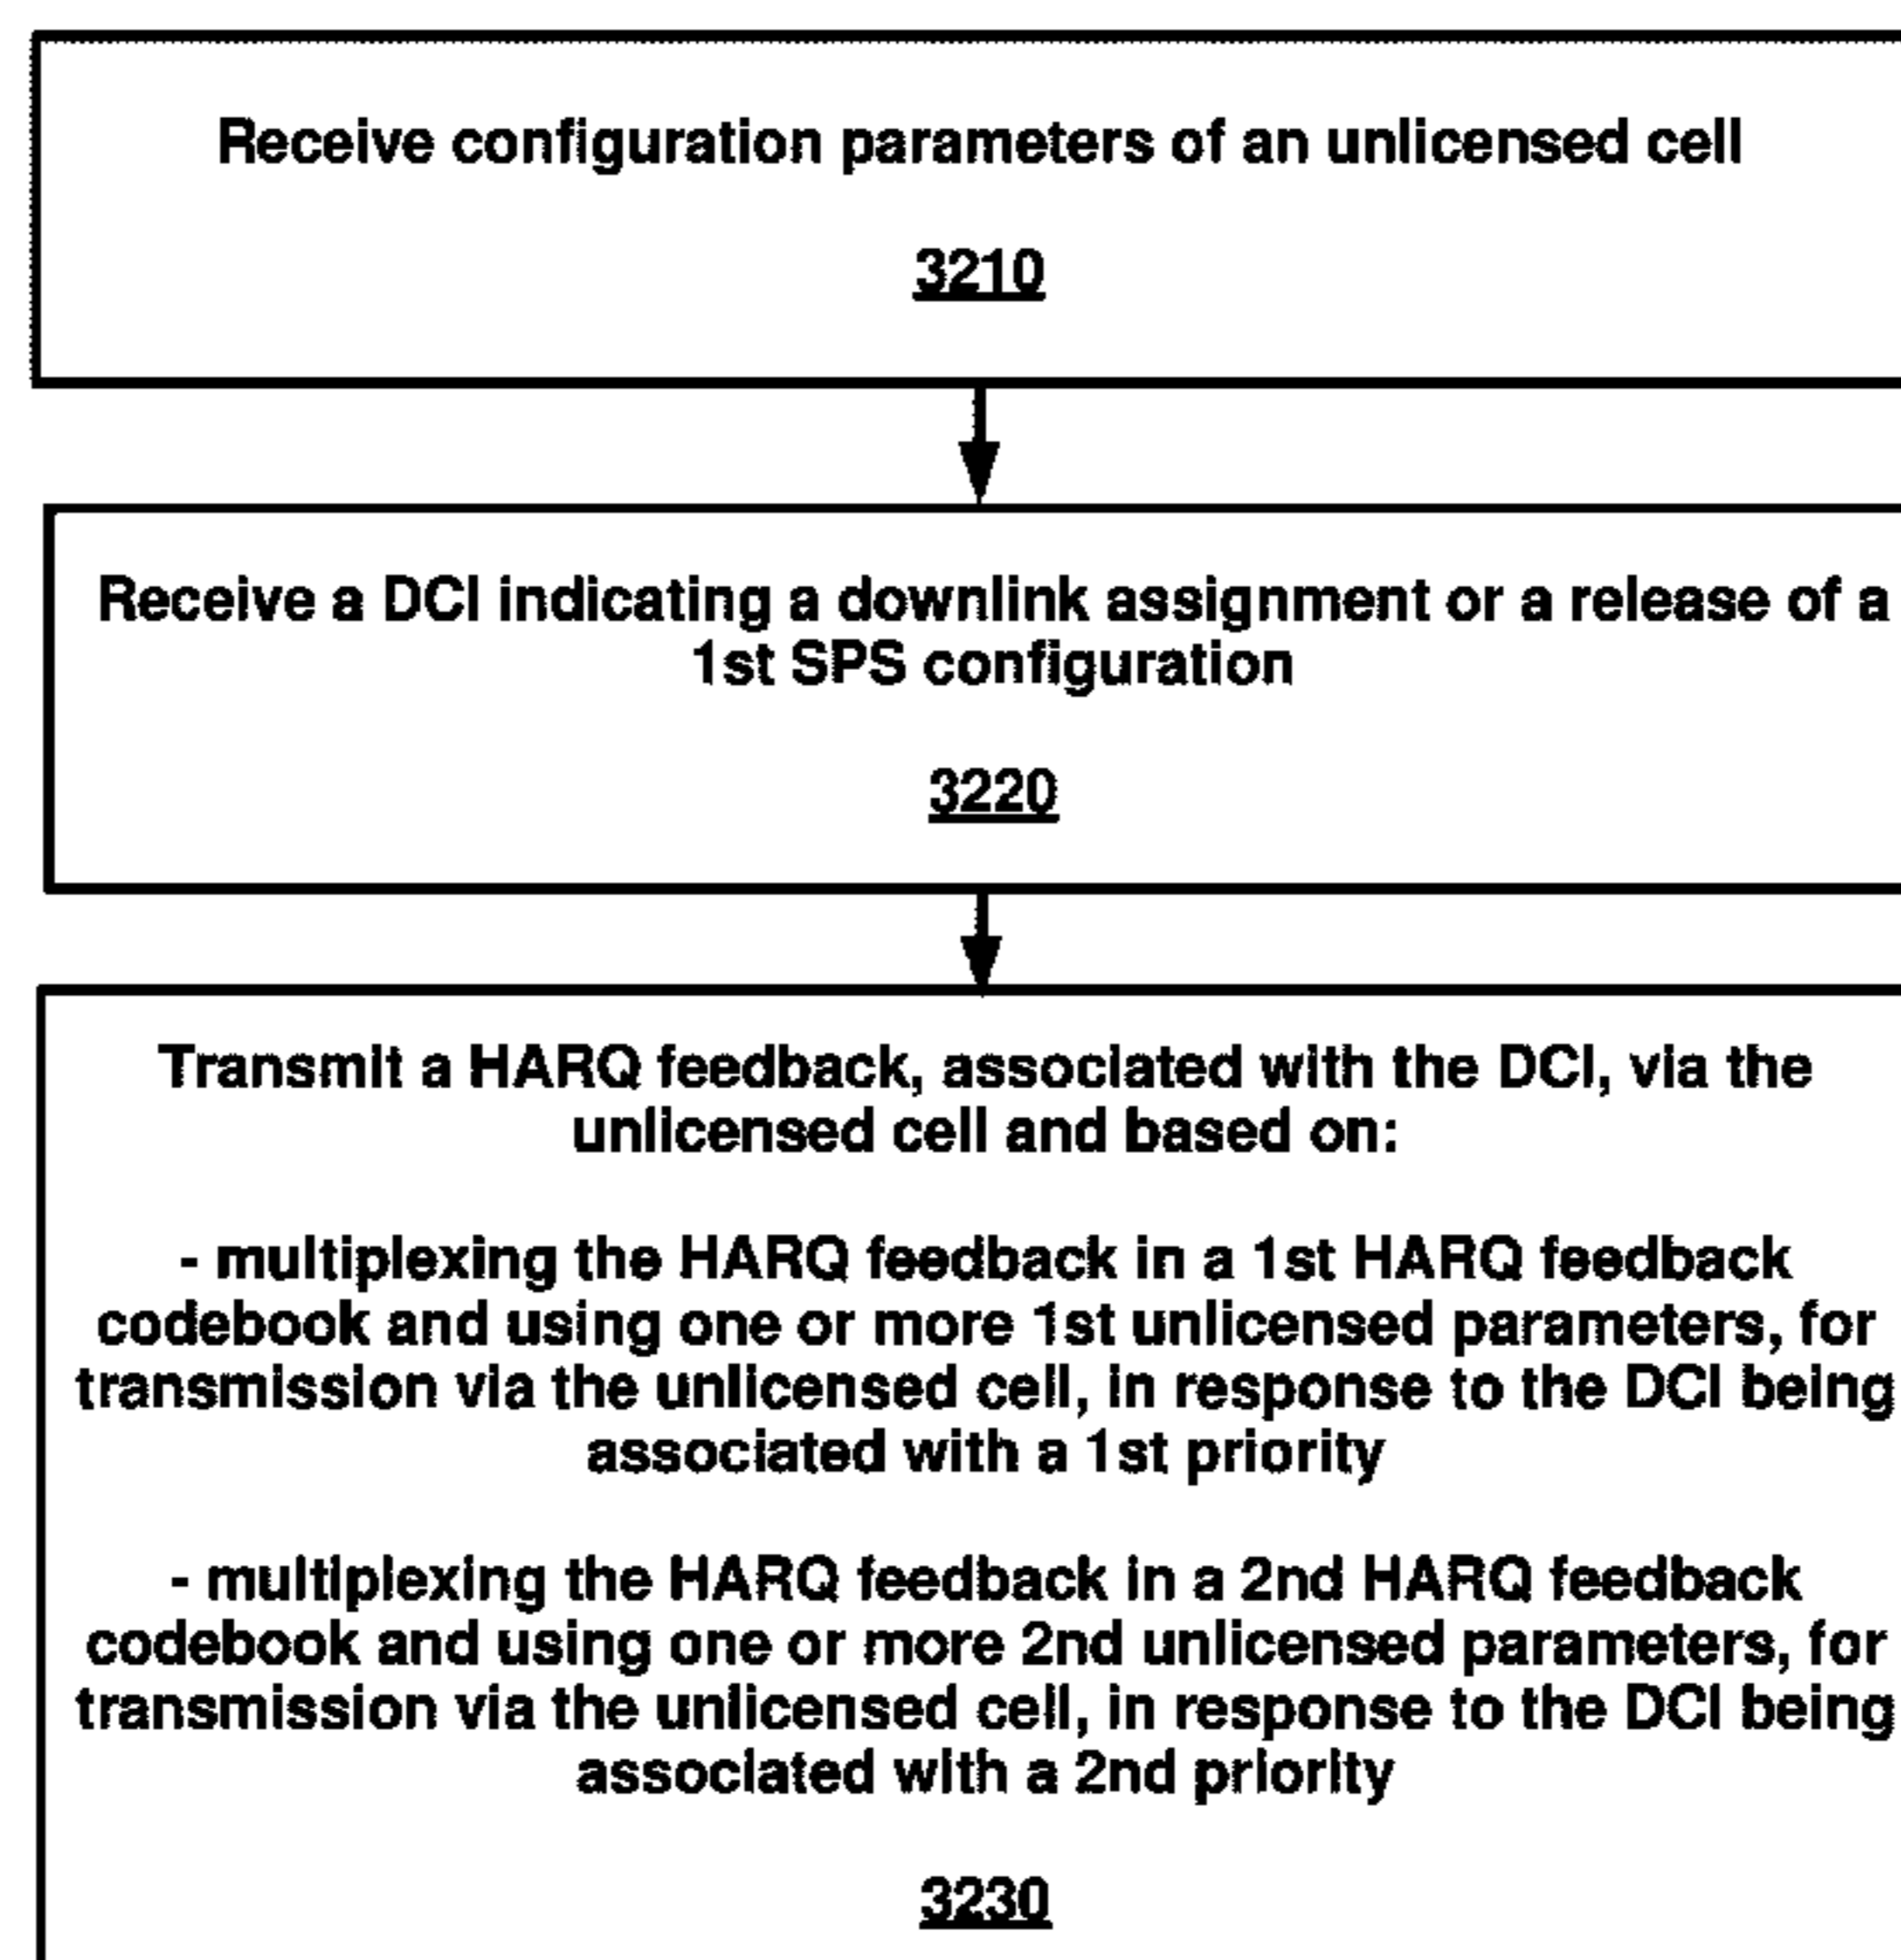 Receive configuration parameters of an unlicensed cell
3210
Receive a DCI indicating a downlink assignment or a release of a
1st SPS configuration
3220
Transmit a HARQ feedback, associated with the DCI, via the
unlicensed cell and based on:
- multiplexing the HARQ feedback in a 1st HARQ feedback
codebook and using one or more 1st unlicensed parameters, for
transmission via the unlicensed cell, in response to the DCI being
associated with a 1st priority
- multiplexing the HARQ feedback in a 2nd HARQ feedback
codebook and using one or more 2nd unlicensed parameters, for
transmission via the unlicensed cell, in response to the DCI being
associated with a 2nd priority
3230